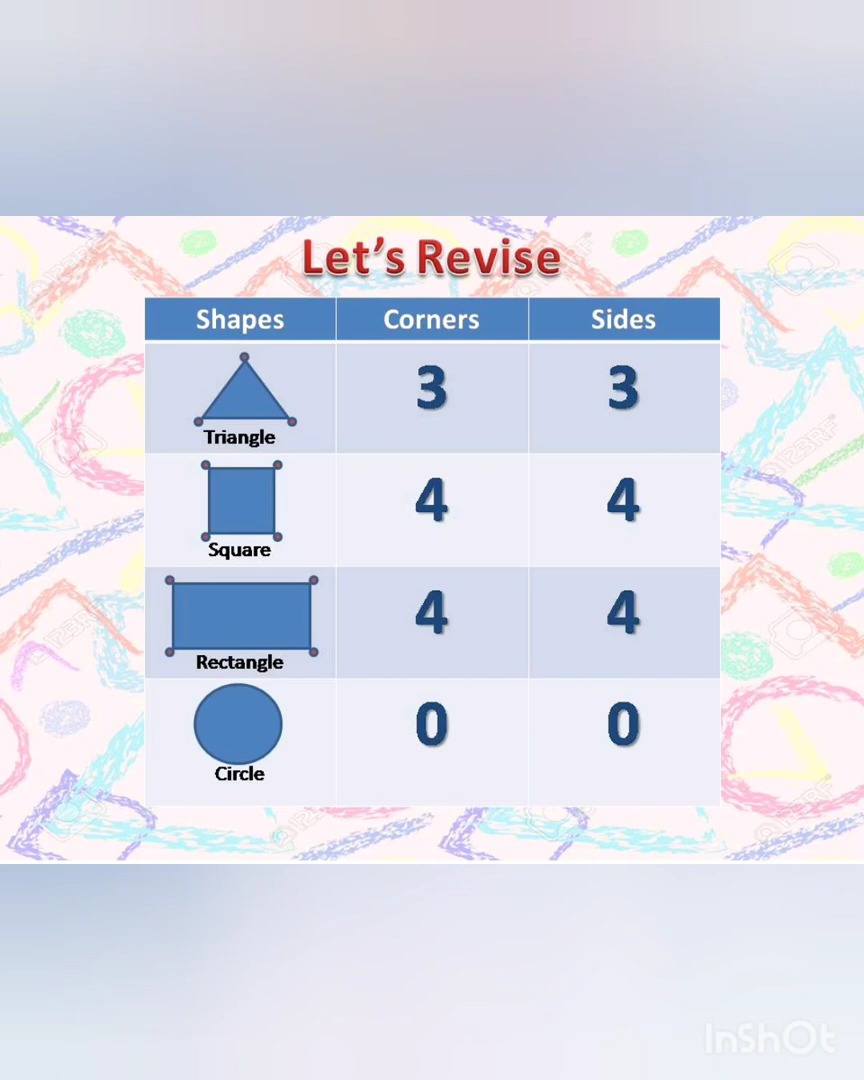 Let's Revise
Shapes Corners Sides
3 3
Triangle
4 4
Square
4 4
Rectangle
0 0
Circle
InShOt